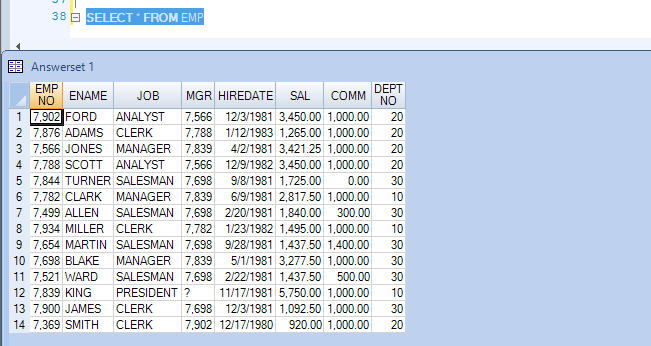 38 SELECT * FROM EMP
Answerset 1
EMP NO ENAME JOB MGR HIREDATE SAL COMM DEPT NO
1 7,902 FORD ANALYST 7,566 12/3/1981 3,450.00 1,000.00 20
2 7,876 ADAMS CLERK 7,788 1/12/1983 1,265.00 1,000.00 20
3 7,566 JONES MANAGER 7,839 4/2/1981 3,421.25 1,000.00 20
4 7,788 SCOTT ANALYST 7,566 12/9/1982 3,450.00 1,000.00 20
5 7,844 TURNER SALESMAN 7,698 9/8/1981 1,725.00 0.00 30
6 7,782 CLARK MANAGER 7,839 6/9/1981 2,817.50 1,000.00 10
7 7,499 ALLEN SALESMAN 7,698 2/20/1981 1,840.00 300.00 30
8 7,934 MILLER CLERK 7,782 1/23/1982 1,495.00 1,000.00 10
9 7,654 MARTIN SALESMAN 7,698 9/28/1981 1,437.50 1,400.00 30
10 7,698 BLAKE MANAGER 7,839 5/1/1981 3,277.50 1,000.00 30
11 7,521 WARD SALESMAN 7,698 2/22/1981 1,437.50 500.00 30
12 7,839 KING PRESIDENT ? 11/17/1981 5,750.00 1,000.00 10
13 7,900 JAMES CLERK 7,698 12/3/1981 1,092.50 1,000.00 30
14 7,369 SMITH CLERK 7,902 12/17/1980 920.00 1,000.00 20